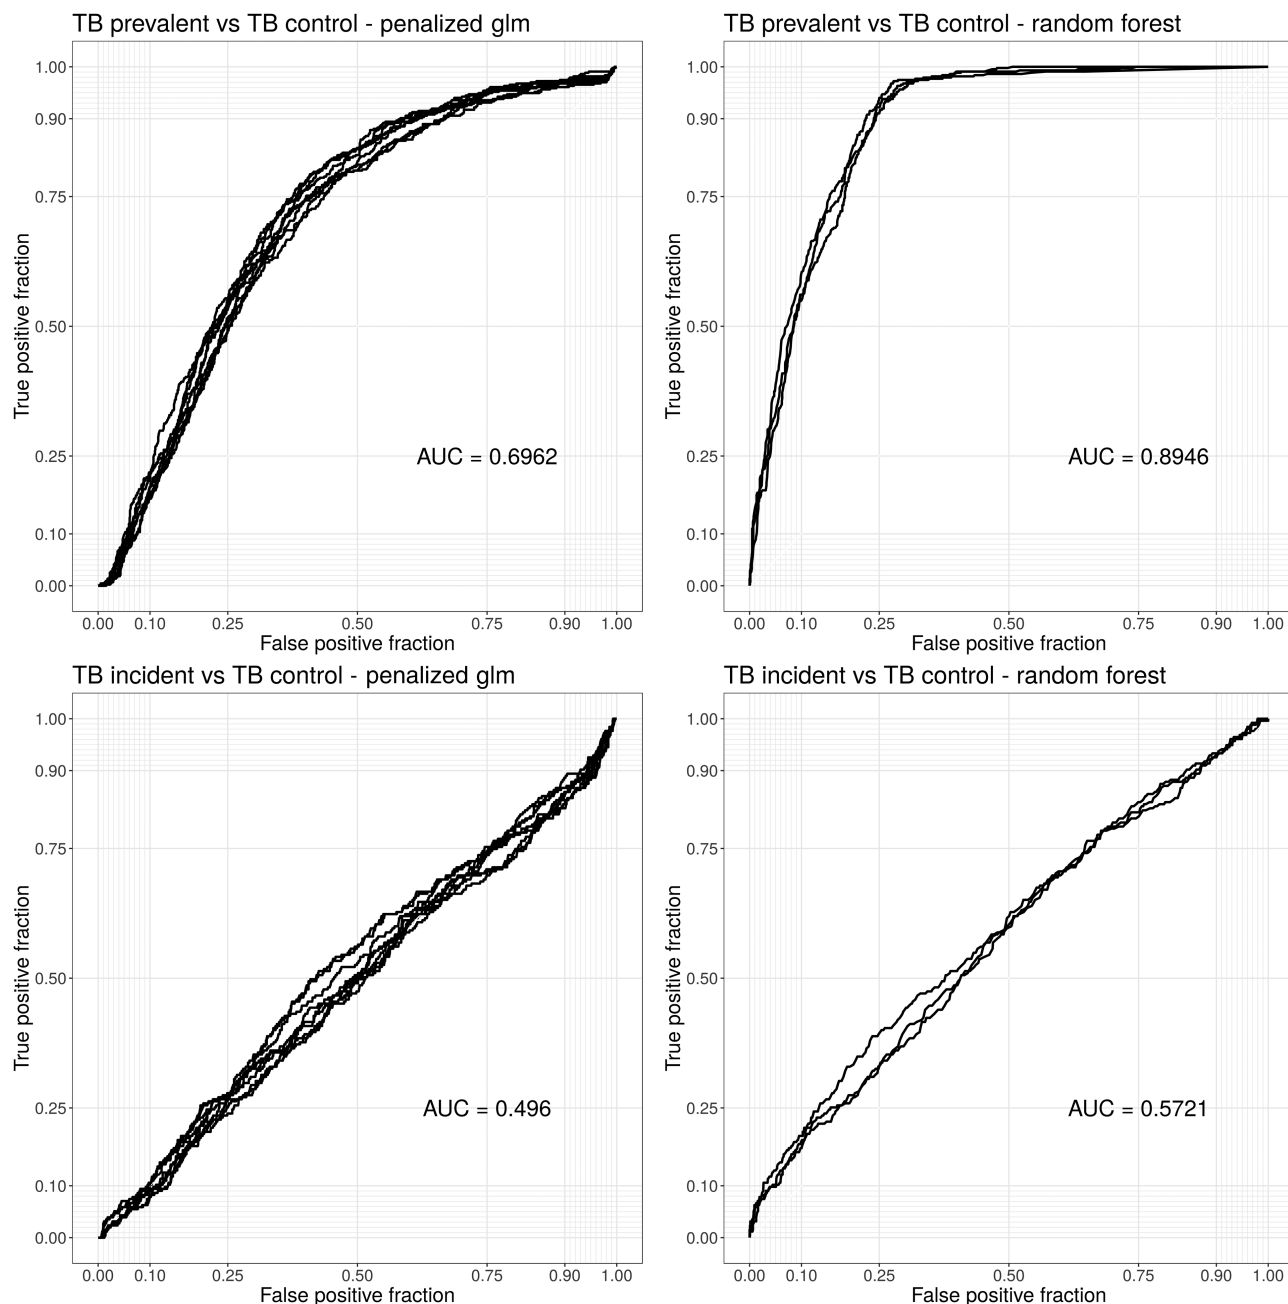 TB prevalent vs TB control - penalized glm
1.00
0.90
0.75
0.50
0.25
0.10
0.00
True positive fraction
AUC = 0.6962
0.00 0.10 0.25 0.50 0.75 0.90 1.00
False positive fraction
TB prevalent vs TB control - random forest
1.00
0.90
0.75
0.50
0.25
0.10
0.00
True positive fraction
AUC = 0.8946
0.00 0.10 0.25 0.50 0.75 0.90 1.00
False positive fraction
TB incident vs TB control - penalized glm
1.00
0.90
0.75
0.50
0.25
0.10
0.00
True positive fraction
AUC = 0.496
0.00 0.10 0.25 0.50 0.75 0.90 1.00
False positive fraction
TB incident vs TB control - random forest
1.00
0.90
0.75
0.50
0.25
0.10
0.00
True positive fraction
AUC = 0.5721
0.00 0.10 0.25 0.50 0.75 0.90 1.00
False positive fraction